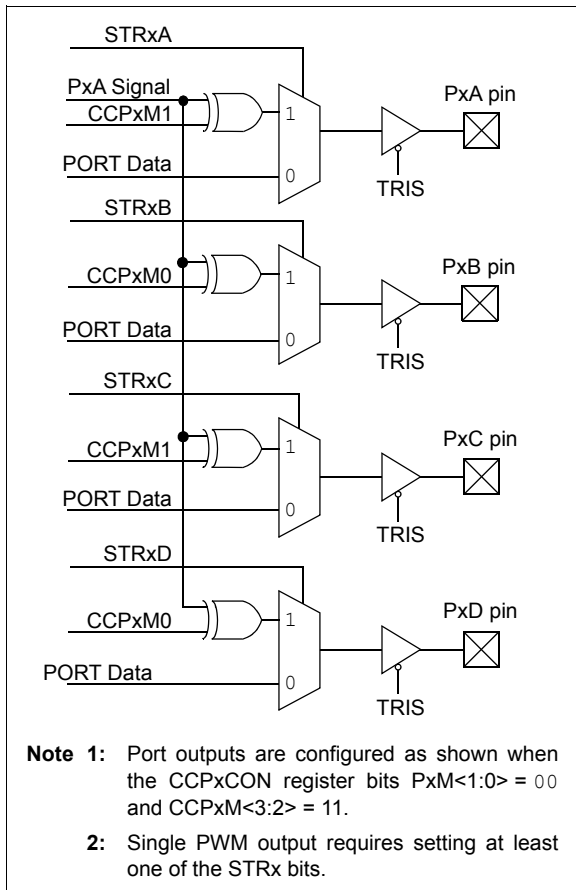 STRxA
PxA Signal
CCPxM1
1
PORT Data
0
PxA pin
TRIS
STRxB
CCPxM0
1
PORT Data
0
PxB pin
TRIS
STRxC
CCPxM1
1
PORT Data
0
PxC pin
TRIS
STRxD
CCPxM0
1
PORT Data
0
PxD pin
TRIS
Note 1: Port outputs are configured as shown when
the CCPxCON register bits PxM<1:0> = 00
and CCPxM<3:2> = 11.
2: Single PWM output requires setting at least
one of the STRx bits.